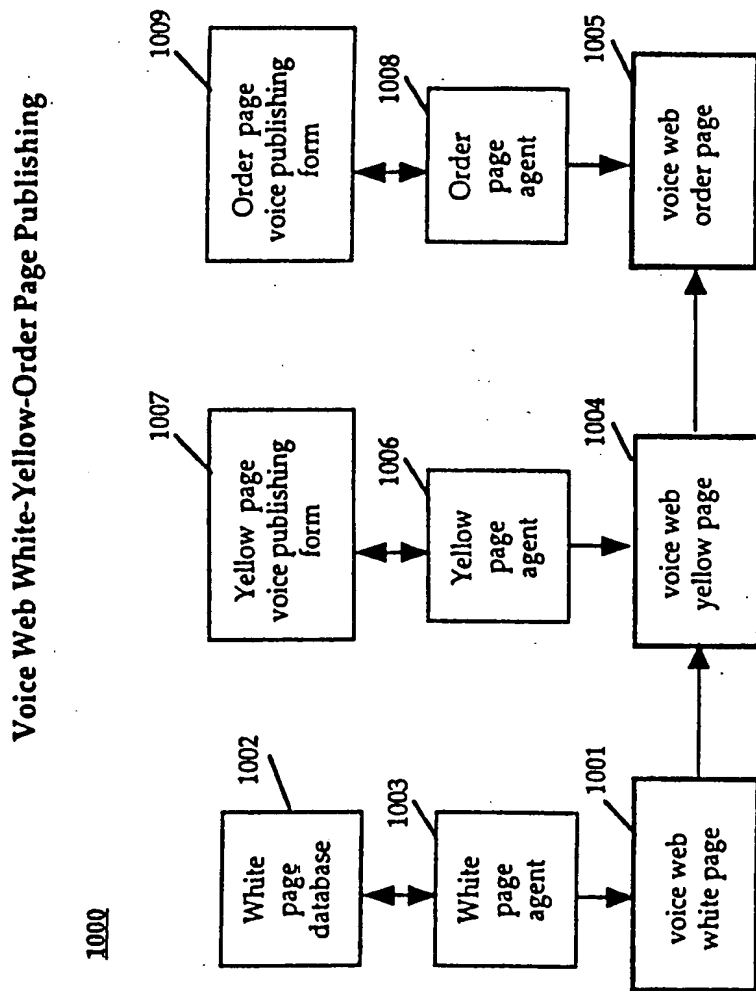 Voice Web White-Yellow-Order Page Publishing
1000
1002
White
page
database
1003
White
page
agent
1001
voice web
white page
1007
Yellow page
voice publishing
form
1006
Yellow
page
agent
1004
voice web
yellow page
1009
Order page
voice publishing
form
1008
Order
page
agent
1005
voice web
order page